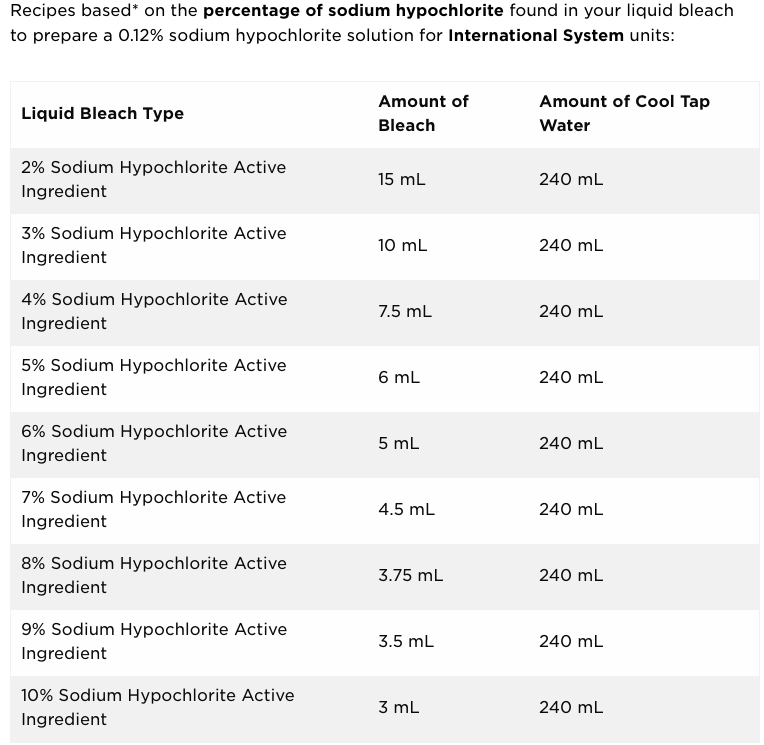 Recipes based* on the percentage of sodium hypochlorite found in your liquid bleach
to prepare a 0.12% sodium hypochlorite solution for International System units:
Liquid Bleach Type
Amount of
Bleach
Amount of Cool Tap
Water
2% Sodium Hypochlorite Active
Ingredient
15 mL
240 mL
3% Sodium Hypochlorite Active
Ingredient
10 mL
240 mL
4% Sodium Hypochlorite Active
Ingredient
7.5 mL
240 mL
5% Sodium Hypochlorite Active
Ingredient
6 mL
240 mL
6% Sodium Hypochlorite Active
Ingredient
5 mL
240 mL
7% Sodium Hypochlorite Active
Ingredient
4.5 mL
240 mL
8% Sodium Hypochlorite Active
Ingredient
3.75 mL
240 mL
9% Sodium Hypochlorite Active
Ingredient
3.5 mL
240 mL
10% Sodium Hypochlorite Active
Ingredient
3 mL
240 mL